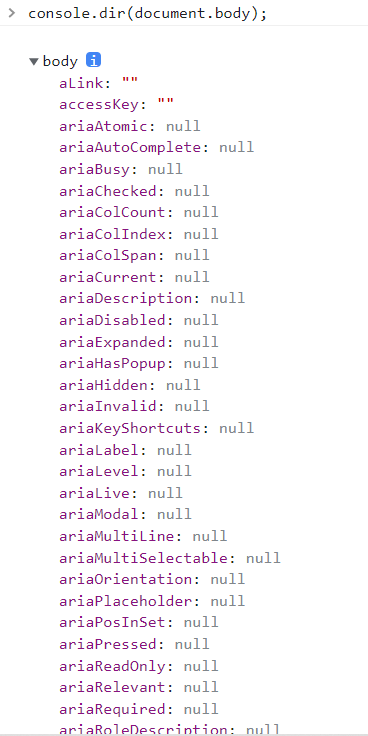 console.dir(document.body);
body i
aLink: ""
accessKey: ""
ariaAtomic: null
ariaAutoComplete: null
ariaBusy: null
ariaChecked: null
ariaColCount: null
ariaColIndex: null
ariaColSpan: null
ariaCurrent: null
ariaDescription: null
ariaDisabled: null
ariaExpanded: null
ariaHasPopup: null
ariaHidden: null
ariaInvalid: null
ariaKeyShortcuts: null
ariaLabel: null
ariaLevel: null
ariaLive: null
ariaModal: null
ariaMultiLine: null
ariaMultiSelectable: null
ariaOrientation: null
ariaPlaceholder: null
ariaPosInSet: null
ariaPressed: null
ariaReadOnly: null
ariaRelevant: null
ariaRequired: null
ariaRoleDescription: null